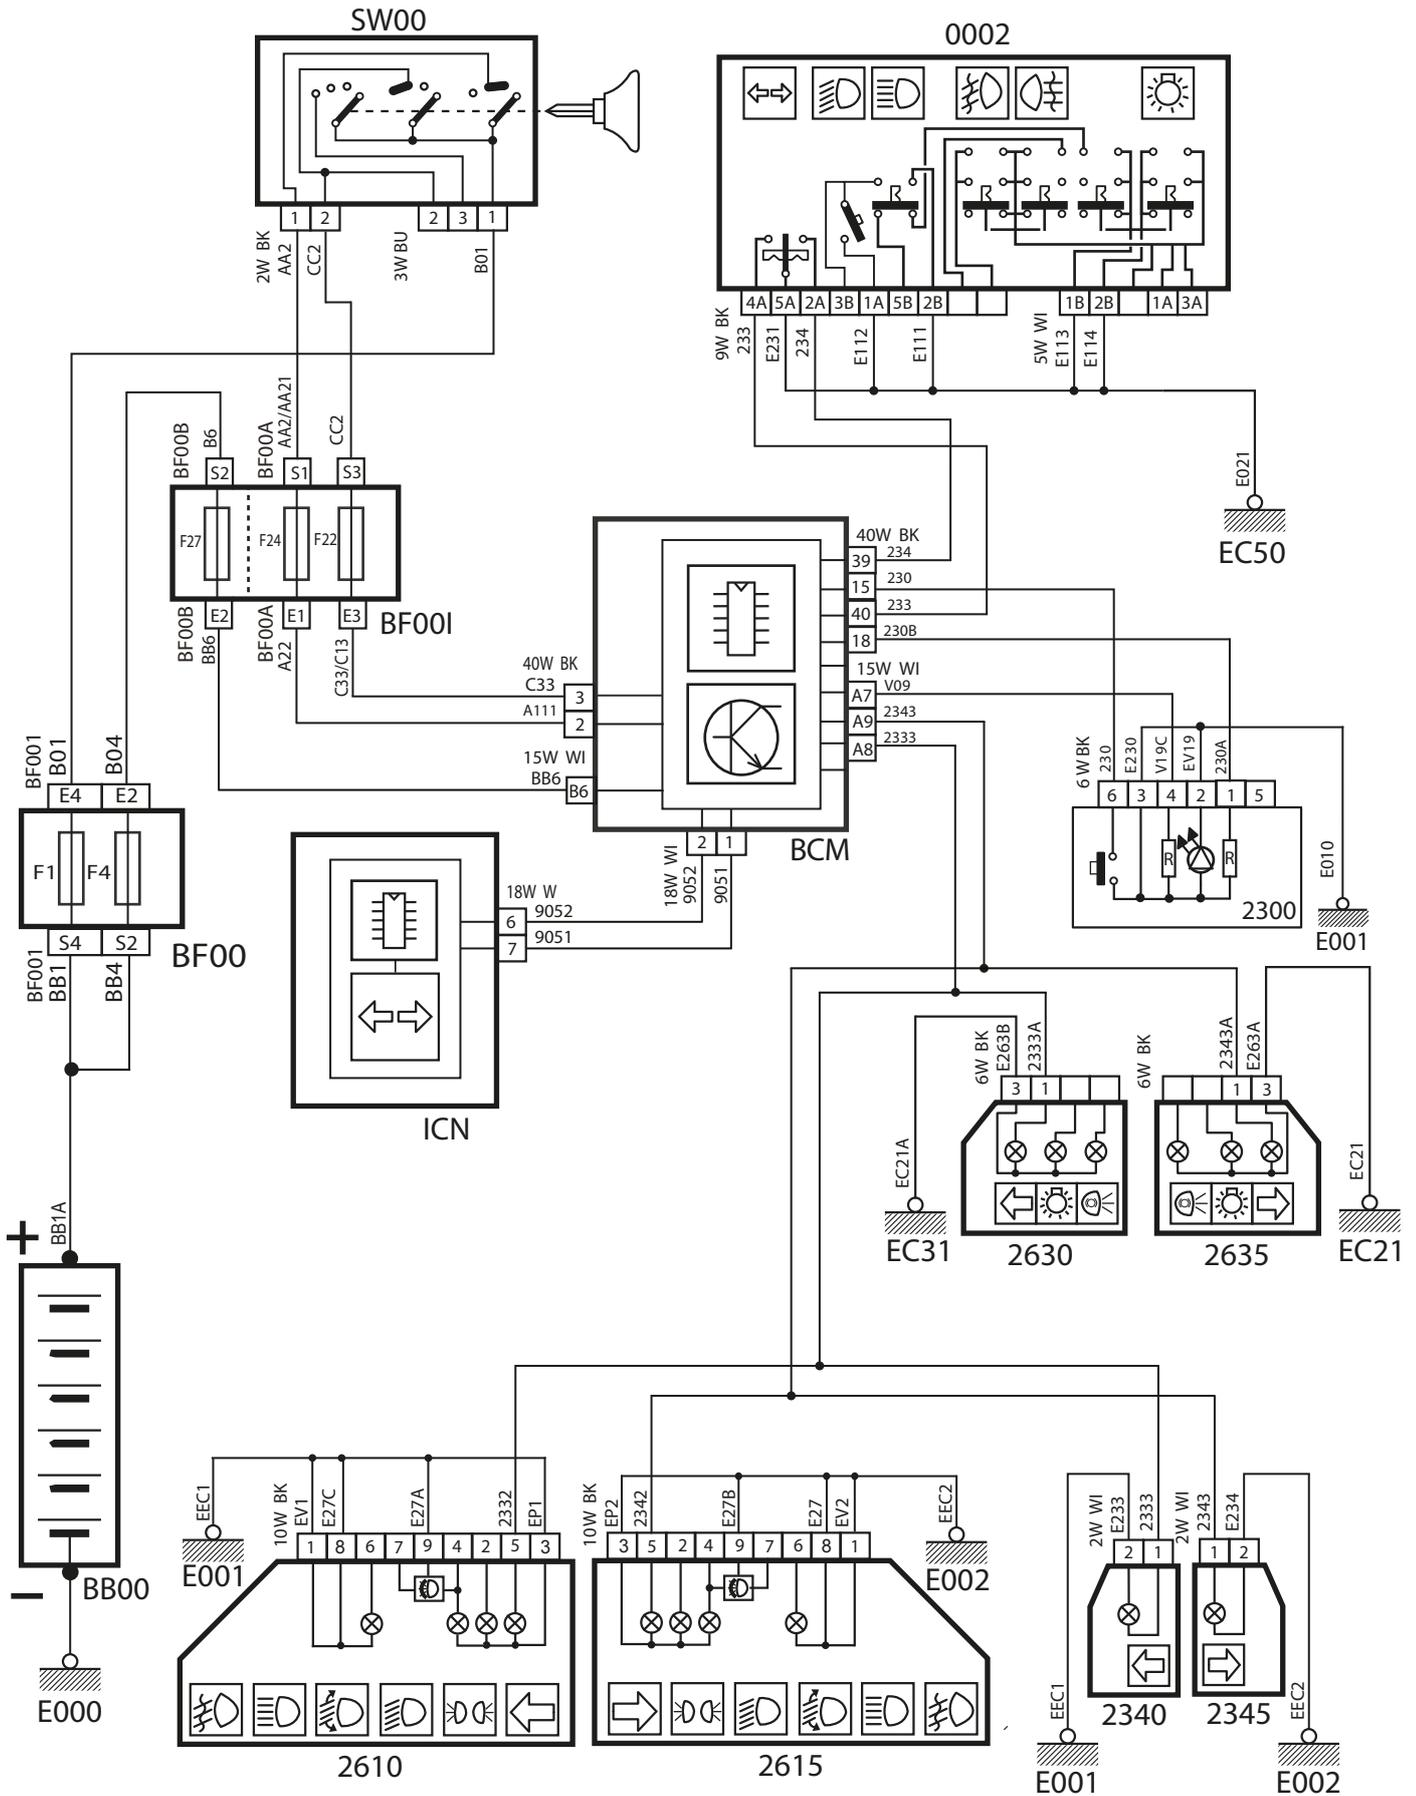 SW00
0002
1 2 2 3 1
2W BK
AA2
CC2
3W BU
B01
4A 5A 2A 3B 1A 5B 2B 1B 2B 1A 3A
9W BK
233
E231
234
E112
E111
5W WI
E113
E114
BF00B
B6
BF00A
AA2/AA21
CC2
S2 S1 S3
F27 F24 F22
E2 E1 E3
BF00I
BF00B
BB6
BF00A
A22
C33/C13
E021
EC50
40W BK
39 234
15 230
40 233
18 230B
15W WI
A7 V09
A9 2343
A8 2333
40W BK
C33 3
A111 2
15W WI
BB6 B6
BCM
2 1
18W WI
9052
9051
BF001
B01
B04
E4 E2
F1 F4
S4 S2
BF00
BF001
BB1
BB4
18W W
6 9052
7 9051
ICN
6 W BK
230
E230
V19C
EV19
230A
6 3 4 2 1 5
R R
2300
E010
E001
6W BK
E263B
2333A
3 1
6W BK
2343A
E263A
1 3
EC21A
EC31
2630
2635
EC21
EC21
BB1A
+
−
BB00
E000
EEC1
E001
10W BK
EV1
E27C
E27A
2332
EP1
1 8 6 7 9 4 2 5 3
2610
10W BK
EP2
2342
E27B
E27
EV2
3 5 2 4 9 7 6 8 1
2615
EEC2
E002
2W WI
E233
2333
2 1
2W WI
2343
E234
1 2
2340
2345
EEC1
E001
EEC2
E002